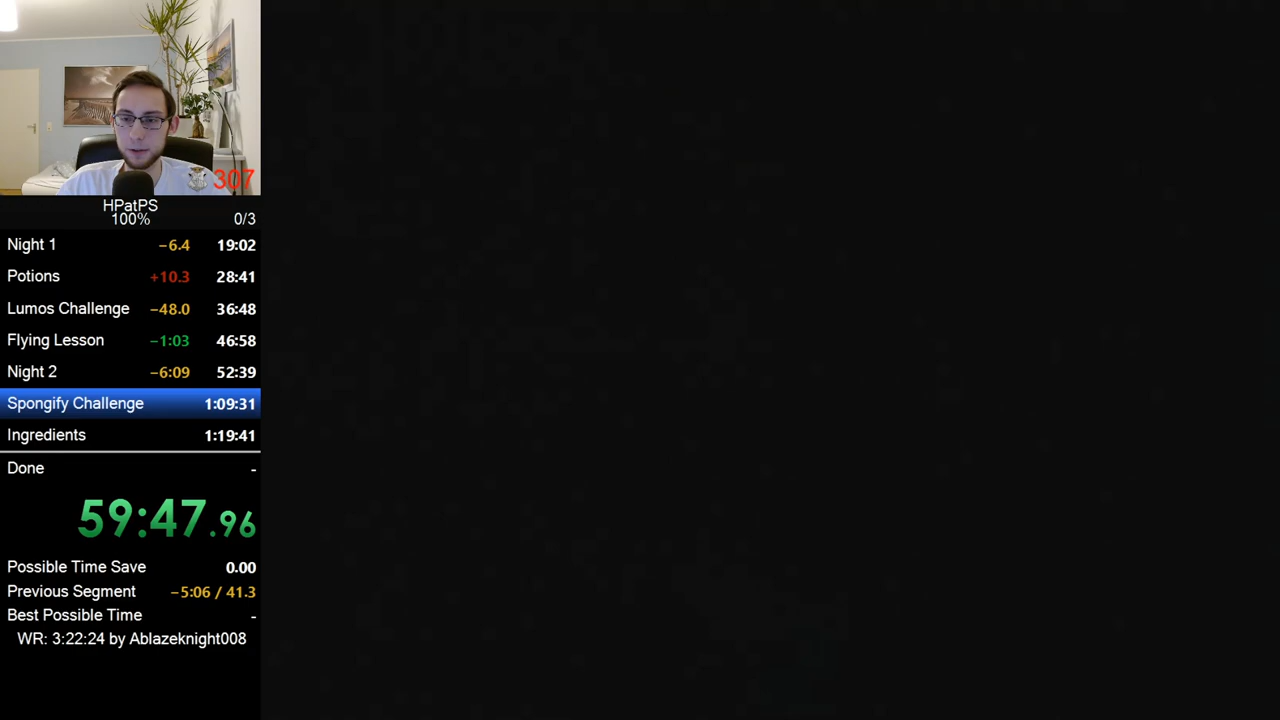 307
HPatPS
100% 0/3
Night 1 −6.4 19:02
Potions +10.3 28:41
Lumos Challenge −48.0 36:48
Flying Lesson −1:03 46:58
Night 2 −6:09 52:39
Spongify Challenge 1:09:31
Ingredients 1:19:41
Done -
59:47.96
Possible Time Save 0.00
Previous Segment −5:06 / 41.3
Best Possible Time -
WR: 3:22:24 by Ablazeknight008